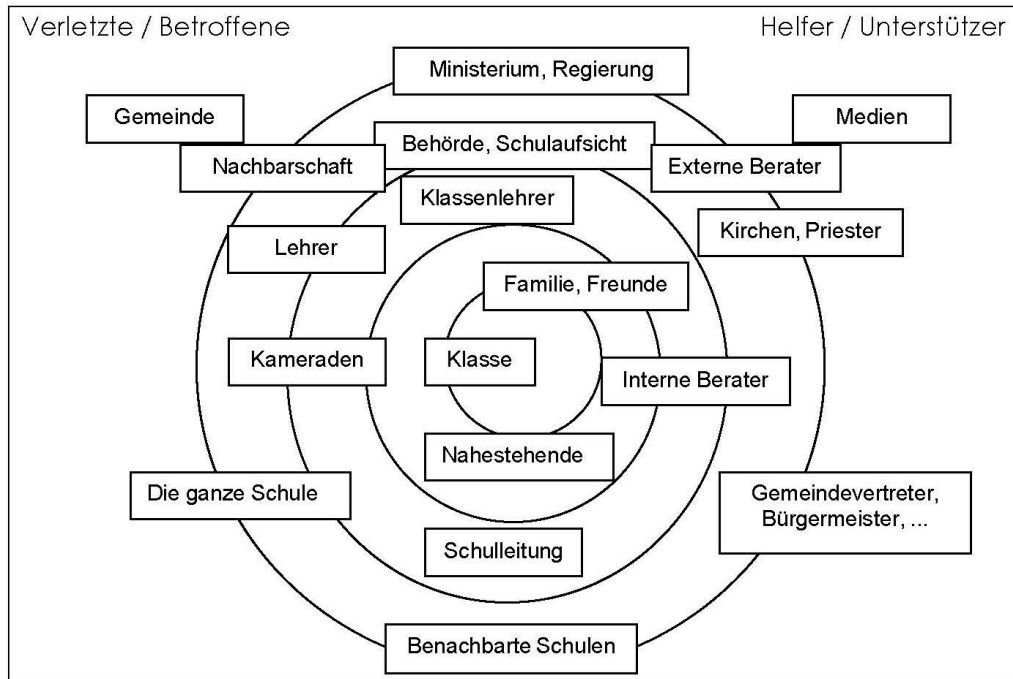 Verletzte / Betroffene
Helfer / Unterstützer
Ministerium, Regierung
Gemeinde
Medien
Behörde, Schulaufsicht
Nachbarschaft
Externe Berater
Klassenlehrer
Kirchen, Priester
Lehrer
Familie, Freunde
Kameraden
Klasse
Interne Berater
Nahestehende
Die ganze Schule
Gemeindevertreter,
Bürgermeister, ...
Schulleitung
Benachbarte Schulen